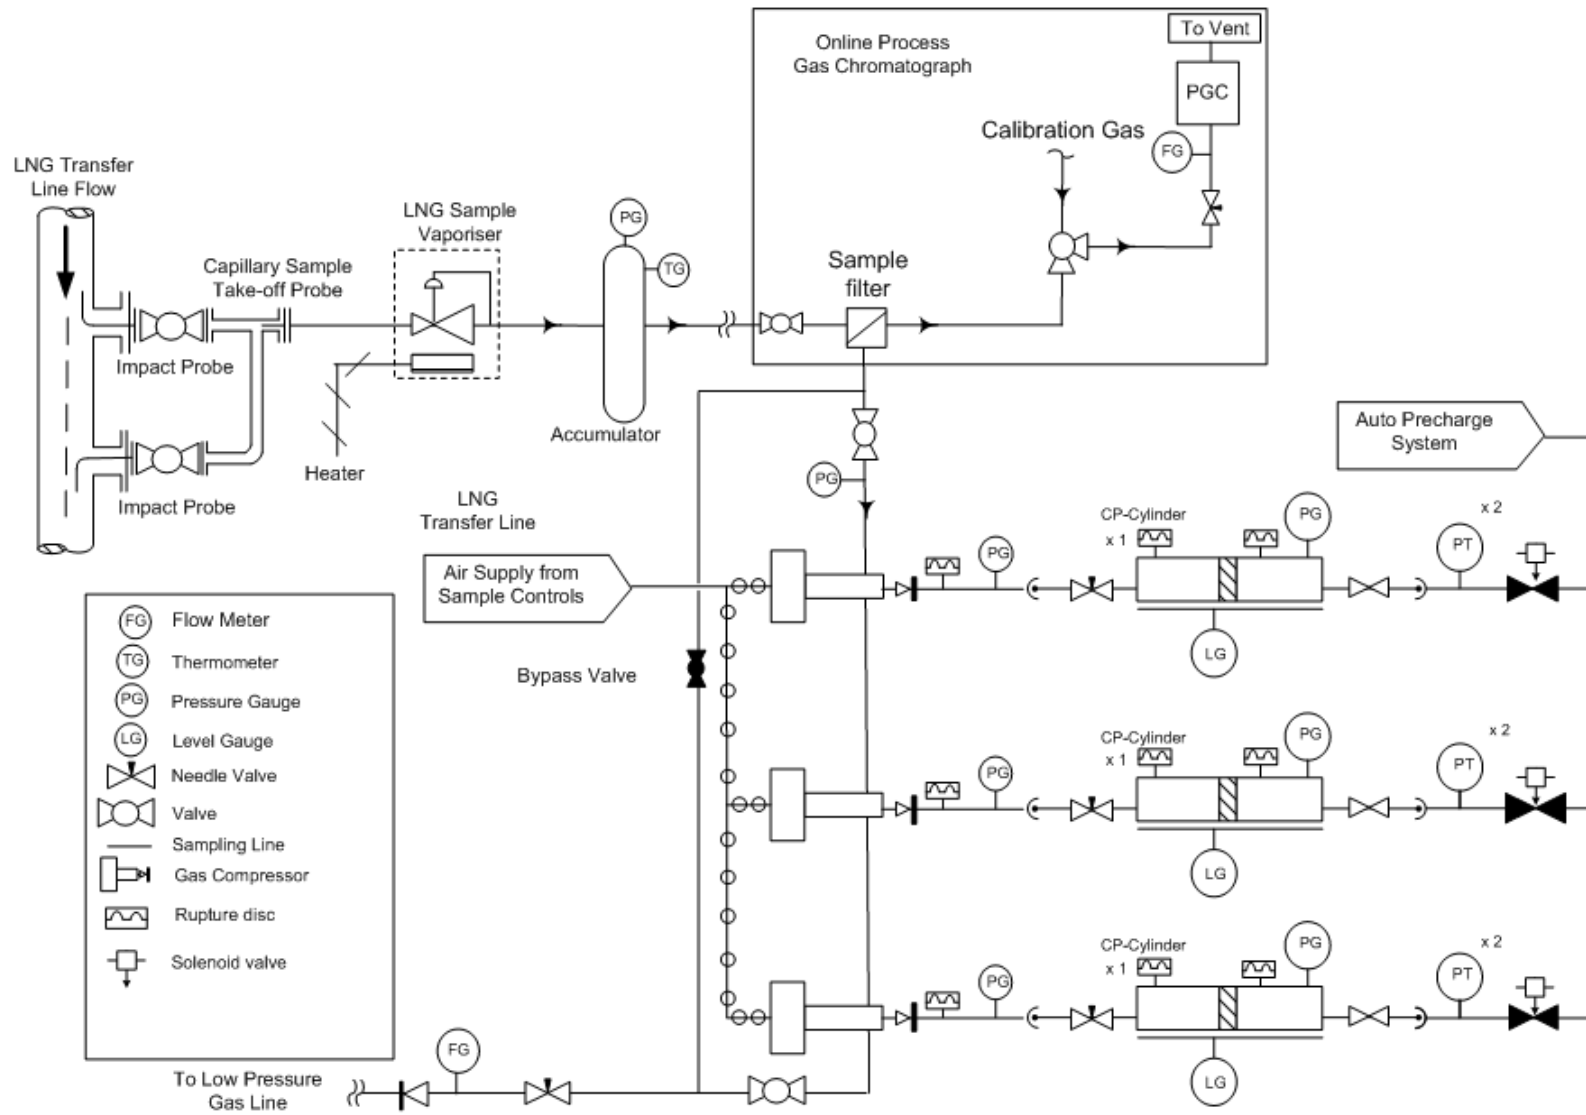 To Vent
Online Process
Gas Chromatograph
PGC
Calibration Gas
FG
LNG Transfer
Line Flow
LNG Sample
Vaporiser
PG
TG
Capillary Sample
Take-off Probe
Sample
filter
Impact Probe
Accumulator
Heater
Impact Probe
Auto Precharge
System
PG
LNG
Transfer Line
CP-Cylinder
x 1
PG
x 2
PT
PG
Air Supply from
Sample Controls
LG
Bypass Valve
FG Flow Meter
TG Thermometer
PG Pressure Gauge
LG Level Gauge
Needle Valve
Valve
Sampling Line
Gas Compressor
Rupture disc
Solenoid valve
CP-Cylinder
x 1
PG
x 2
PT
PG
LG
CP-Cylinder
x 1
PG
x 2
PT
PG
LG
FG
To Low Pressure
Gas Line